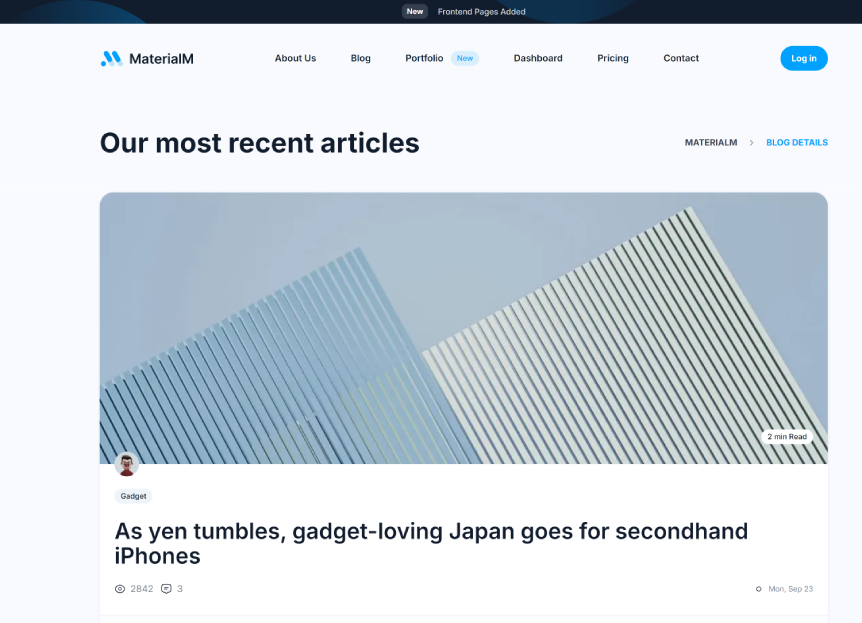 New Frontend Pages Added
MaterialM About Us Blog Portfolio New Dashboard Pricing Contact Log in
Our most recent articles
MATERIALM > BLOG DETAILS
2 min Read
Gadget
As yen tumbles, gadget-loving Japan goes for secondhand
iPhones
2842 3 Mon, Sep 23